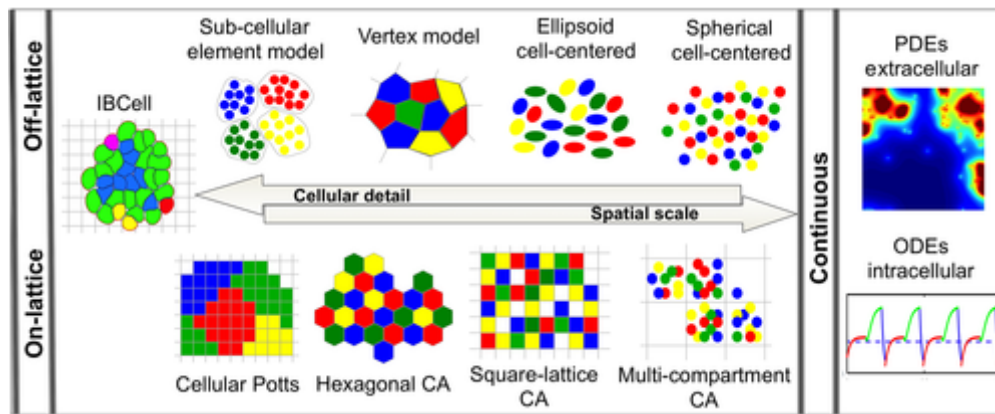 Off-lattice
IBCell
Sub-cellular
element model
Vertex model
Ellipsoid
cell-centered
Spherical
cell-centered
Cellular detail
Spatial scale
On-lattice
Cellular Potts
Hexagonal CA
Square-lattice
CA
Multi-compartment
CA
Continuous
PDEs
extracellular
ODEs
intracellular